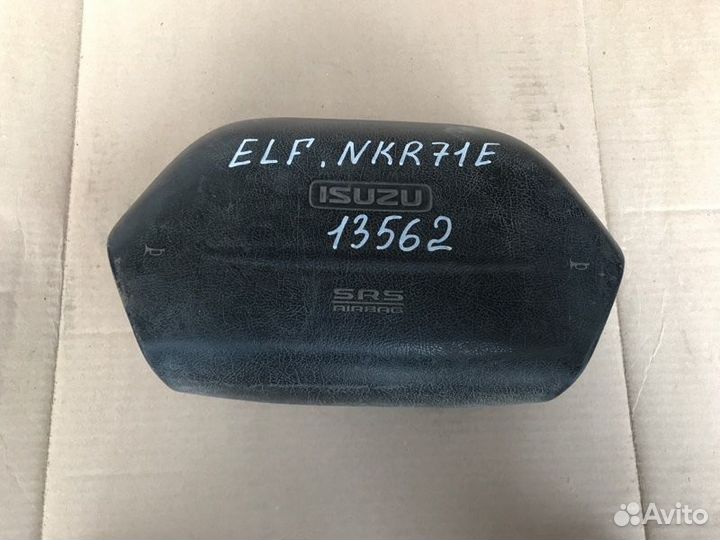 ELF. NKR71E
ISUZU
13562
SRS
AIRBAG
Avito